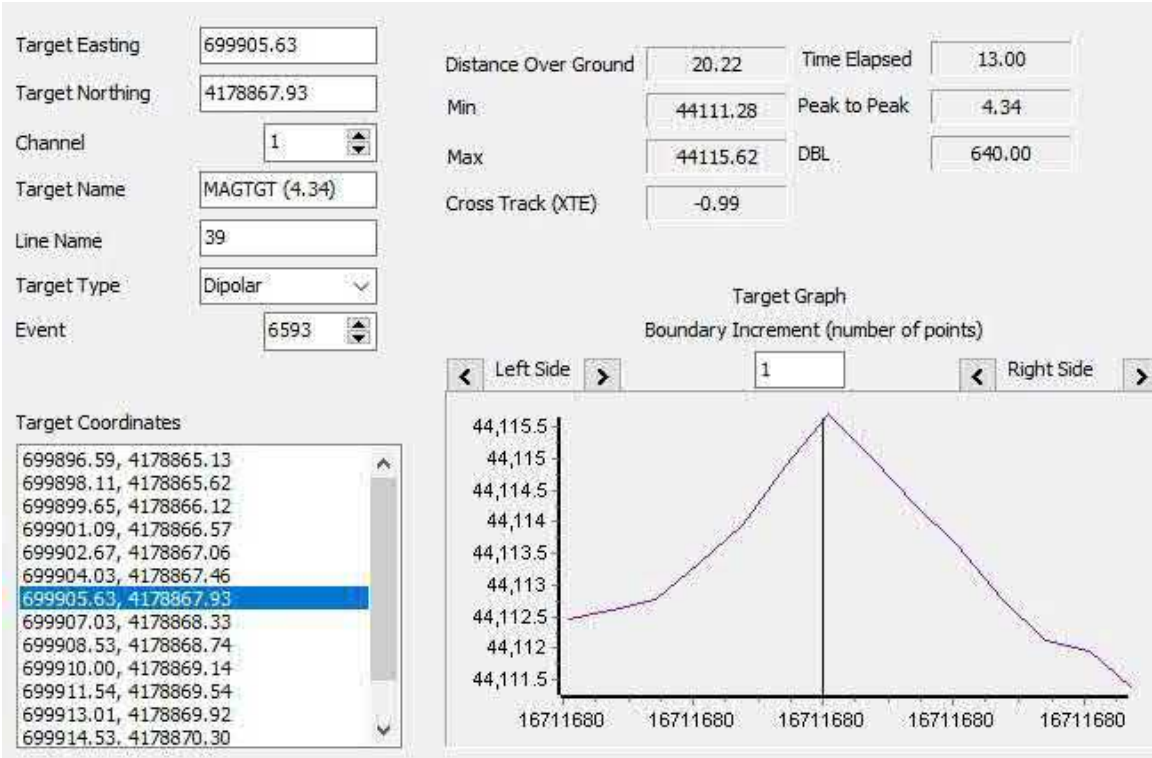 Target Easting 699905.63
Target Northing 4178867.93
Channel 1
Target Name MAGTGT (4.34)
Line Name 39
Target Type Dipolar
Event 6593
Distance Over Ground 20.22 Time Elapsed 13.00
Min 44111.28 Peak to Peak 4.34
Max 44115.62 DBL 640.00
Cross Track (XTE) -0.99
Target Graph
Boundary Increment (number of points)
< Left Side > 1 < Right Side >
Target Coordinates
699896.59, 4178865.13
699898.11, 4178865.62
699899.65, 4178866.12
699901.09, 4178866.57
699902.67, 4178867.06
699904.03, 4178867.46
699905.63, 4178867.93
699907.03, 4178868.33
699908.53, 4178868.74
699910.00, 4178869.14
699911.54, 4178869.54
699913.01, 4178869.92
699914.53, 4178870.30
44,115.5
44,115
44,114.5
44,114
44,113.5
44,113
44,112.5
44,112
44,111.5
16711680 16711680 16711680 16711680 16711680